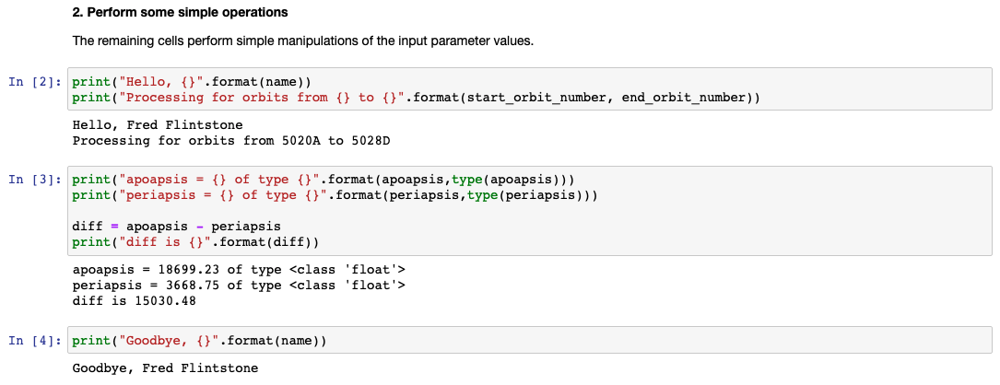 2. Perform some simple operations
The remaining cells perform simple manipulations of the input parameter values.
In [2]: print("Hello, {}".format(name))
print("Processing for orbits from {} to {}".format(start_orbit_number, end_orbit_number))
Hello, Fred Flintstone
Processing for orbits from 5020A to 5028D
In [3]: print("apoapsis = {} of type {}".format(apoapsis,type(apoapsis)))
print("periapsis = {} of type {}".format(periapsis,type(periapsis)))
diff = apoapsis - periapsis
print("diff is {}".format(diff))
apoapsis = 18699.23 of type <class 'float'>
periapsis = 3668.75 of type <class 'float'>
diff is 15030.48
In [4]: print("Goodbye, {}".format(name))
Goodbye, Fred Flintstone